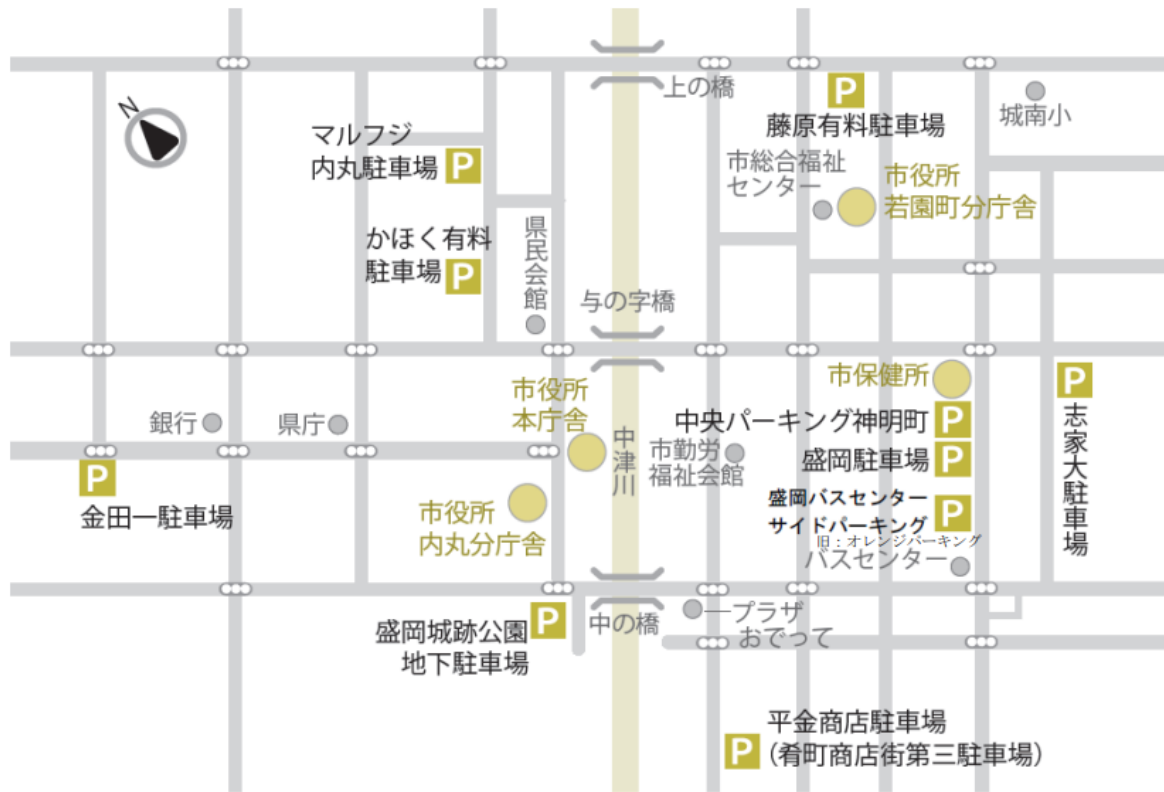 上の橋
P
藤原有料駐車場
城南小
N
マルフジ
内丸駐車場 P
市総合福祉
センター
市役所
若園町分庁舎
かほく有料
駐車場 P
県民会館
与の字橋
市役所
本庁舎
市保健所
P
志家大駐車場
銀行
県庁
中津川
中央パーキング神明町 P
市勤労
福祉会館
盛岡駐車場 P
P
金田一駐車場
市役所
内丸分庁舎
盛岡バスセンター
サイドパーキング P
旧：オレンジパーキング
バスセンター
盛岡城跡公園 P
地下駐車場
中の橋
プラザ
おでって
平金商店駐車場
P (肴町商店街第三駐車場)